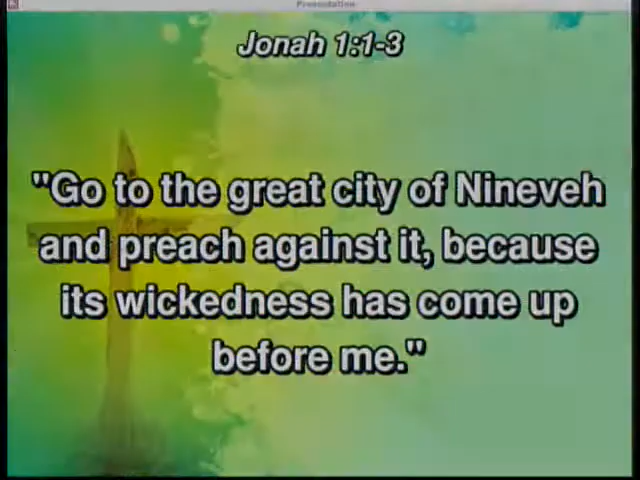 Presentation
Jonah 1:1-3
"Go to the great city of Nineveh
and preach against it, because
its wickedness has come up
before me."